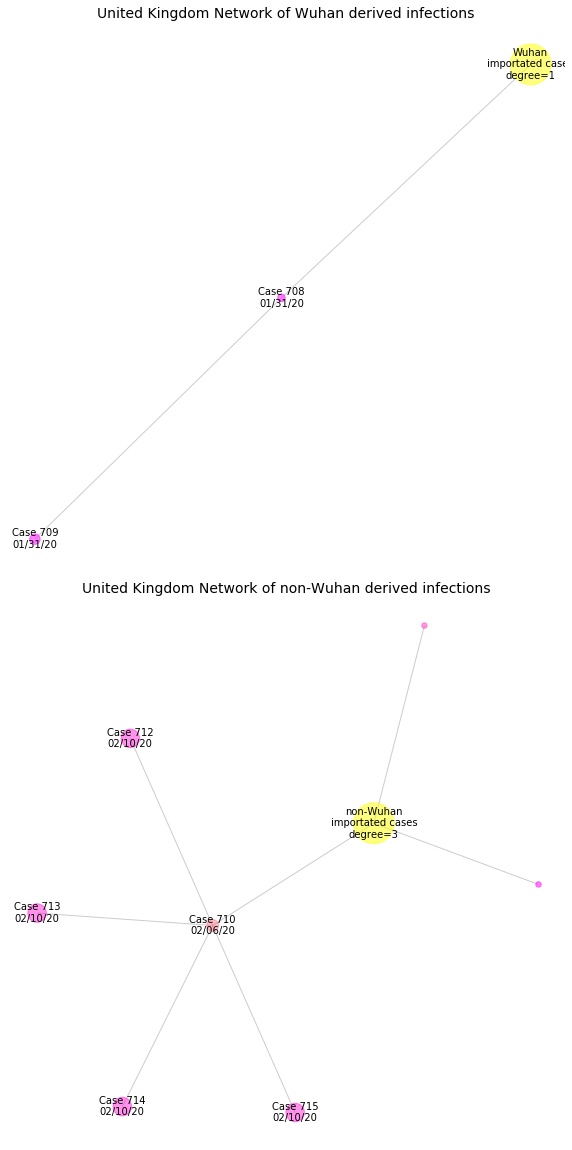 United Kingdom Network of Wuhan derived infections
Wuhan
importated case
degree=1
Case 708
01/31/20
Case 709
01/31/20
United Kingdom Network of non-Wuhan derived infections
Case 712
02/10/20
non-Wuhan
importated cases
degree=3
Case 713
02/10/20
Case 710
02/06/20
Case 714
02/10/20
Case 715
02/10/20